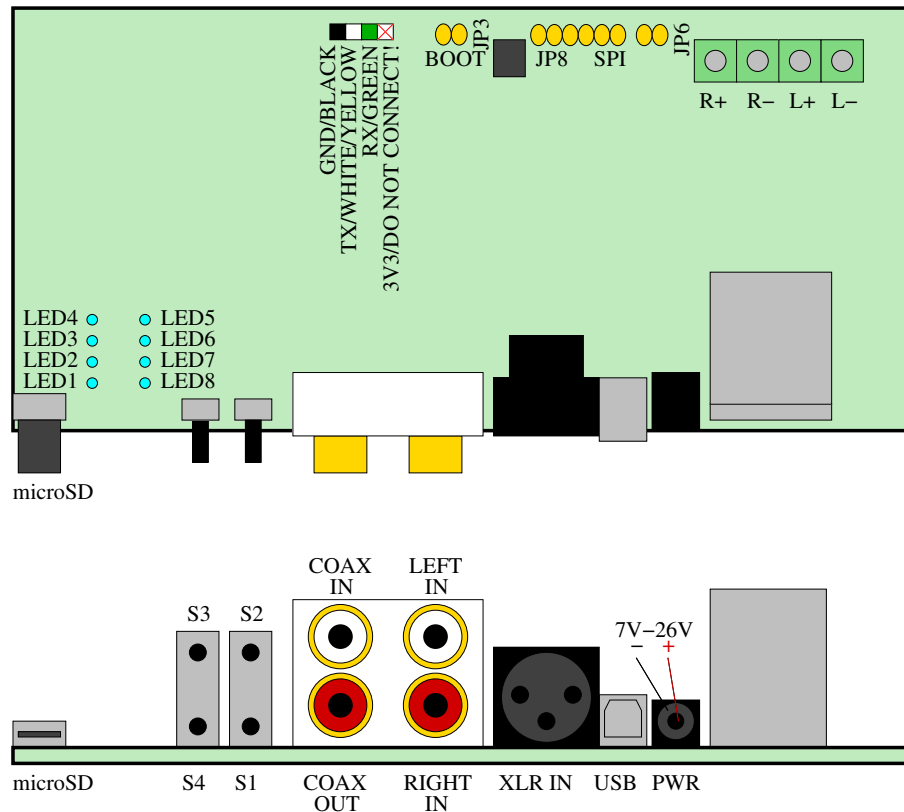 BOOT
JP3
JP8
SPI
JP6
R+ R− L+ L−
GND/BLACK
TX/WHITE/YELLOW
RX/GREEN
3V3/DO NOT CONNECT!
LED4 LED5
LED3 LED6
LED2 LED7
LED1 LED8
microSD
COAX
IN
LEFT
IN
S3 S2
7V−26V
− +
microSD
S4 S1
COAX
OUT
RIGHT
IN
XLR IN
USB
PWR